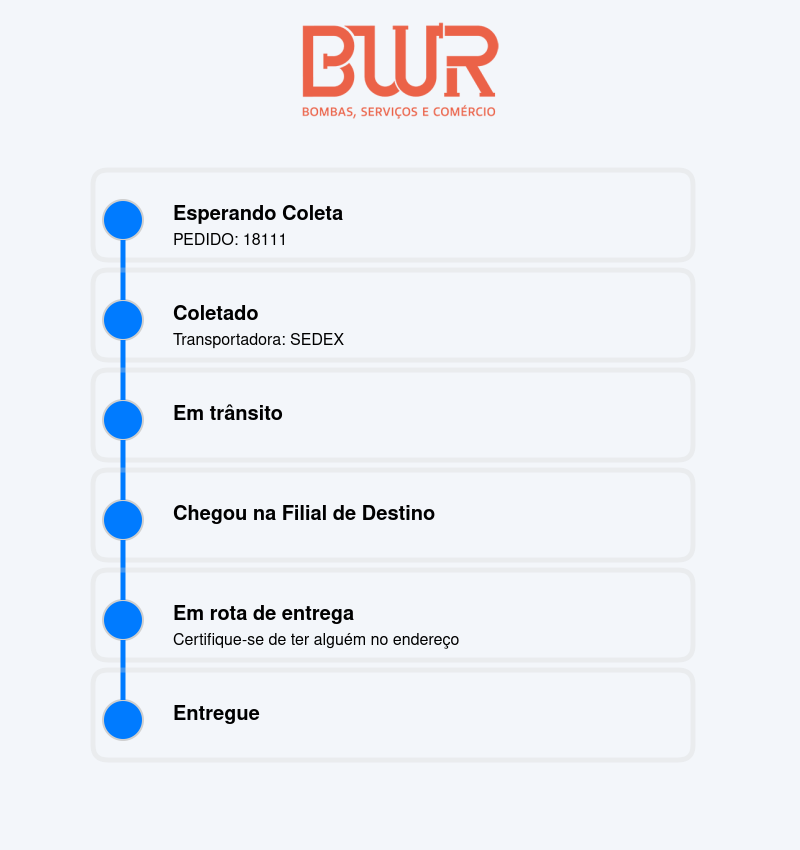 BWR
BOMBAS, SERVIÇOS E COMÉRCIO
Esperando Coleta
PEDIDO: 18111
Coletado
Transportadora: SEDEX
Em trânsito
Chegou na Filial de Destino
Em rota de entrega
Certifique-se de ter alguém no endereço
Entregue